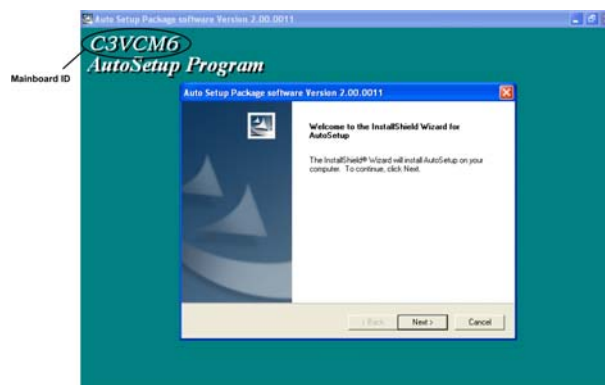 Auto Setup Package software Version 2.00.0011
C3VCM6
AutoSetup Program
Mainboard ID
Auto Setup Package software Version 2.00.0011
Welcome to the InstallShield Wizard for
AutoSetup
The InstallShield® Wizard will install AutoSetup on your
computer. To continue, click Next.
< Back
Next >
Cancel